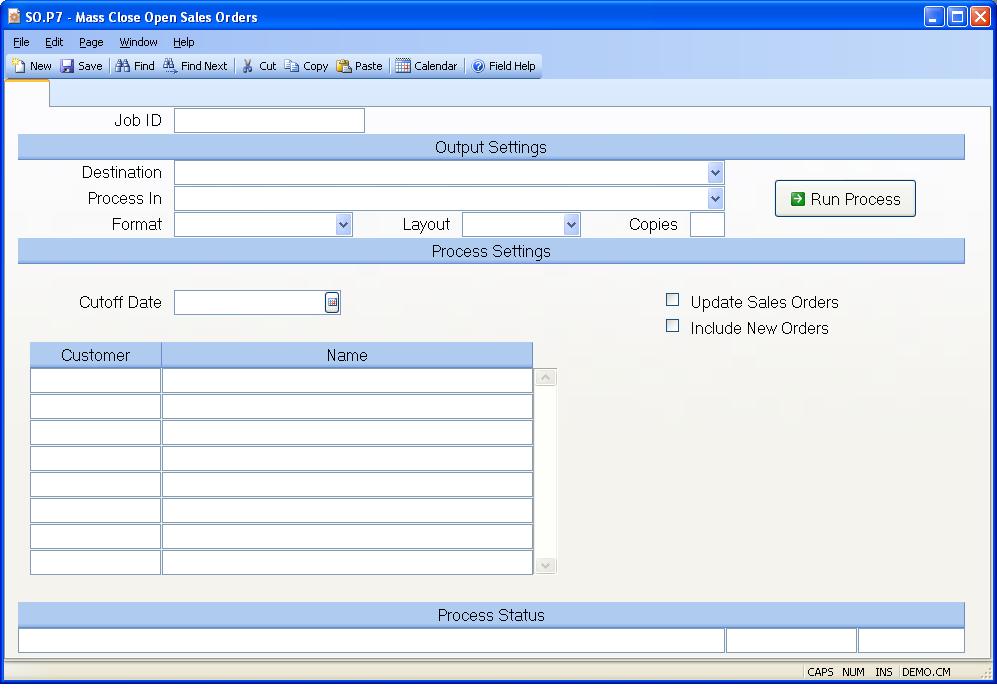 SO.P7 - Mass Close Open Sales Orders
File Edit Page Window Help
New Save Find Find Next Cut Copy Paste Calendar Field Help
Job ID
Output Settings
Destination
Process In
Run Process
Format Layout Copies
Process Settings
Cutoff Date
Update Sales Orders
Include New Orders
Customer Name
Process Status
CAPS NUM INS DEMO.CM